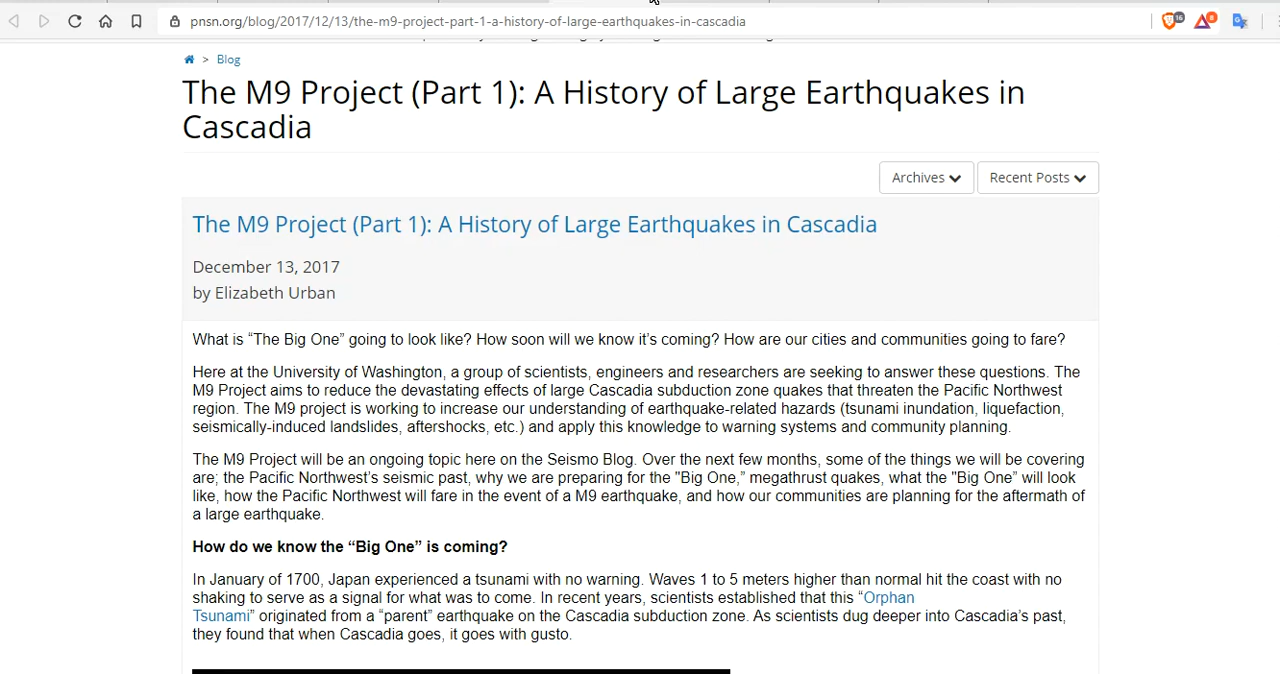 pnsn.org/blog/2017/12/13/the-m9-project-part-1-a-history-of-large-earthquakes-in-cascadia
16
8
> Blog
The M9 Project (Part 1): A History of Large Earthquakes in
Cascadia
Archives
Recent Posts
The M9 Project (Part 1): A History of Large Earthquakes in Cascadia
December 13, 2017
by Elizabeth Urban
What is “The Big One” going to look like? How soon will we know it’s coming? How are our cities and communities going to fare?
Here at the University of Washington, a group of scientists, engineers and researchers are seeking to answer these questions. The
M9 Project aims to reduce the devastating effects of large Cascadia subduction zone quakes that threaten the Pacific Northwest
region. The M9 project is working to increase our understanding of earthquake-related hazards (tsunami inundation, liquefaction,
seismically-induced landslides, aftershocks, etc.) and apply this knowledge to warning systems and community planning.
The M9 Project will be an ongoing topic here on the Seismo Blog. Over the next few months, some of the things we will be covering
are; the Pacific Northwest’s seismic past, why we are preparing for the "Big One,” megathrust quakes, what the "Big One” will look
like, how the Pacific Northwest will fare in the event of a M9 earthquake, and how our communities are planning for the aftermath of
a large earthquake.
How do we know the “Big One” is coming?
In January of 1700, Japan experienced a tsunami with no warning. Waves 1 to 5 meters higher than normal hit the coast with no
shaking to serve as a signal for what was to come. In recent years, scientists established that this “Orphan
Tsunami” originated from a “parent” earthquake on the Cascadia subduction zone. As scientists dug deeper into Cascadia’s past,
they found that when Cascadia goes, it goes with gusto.